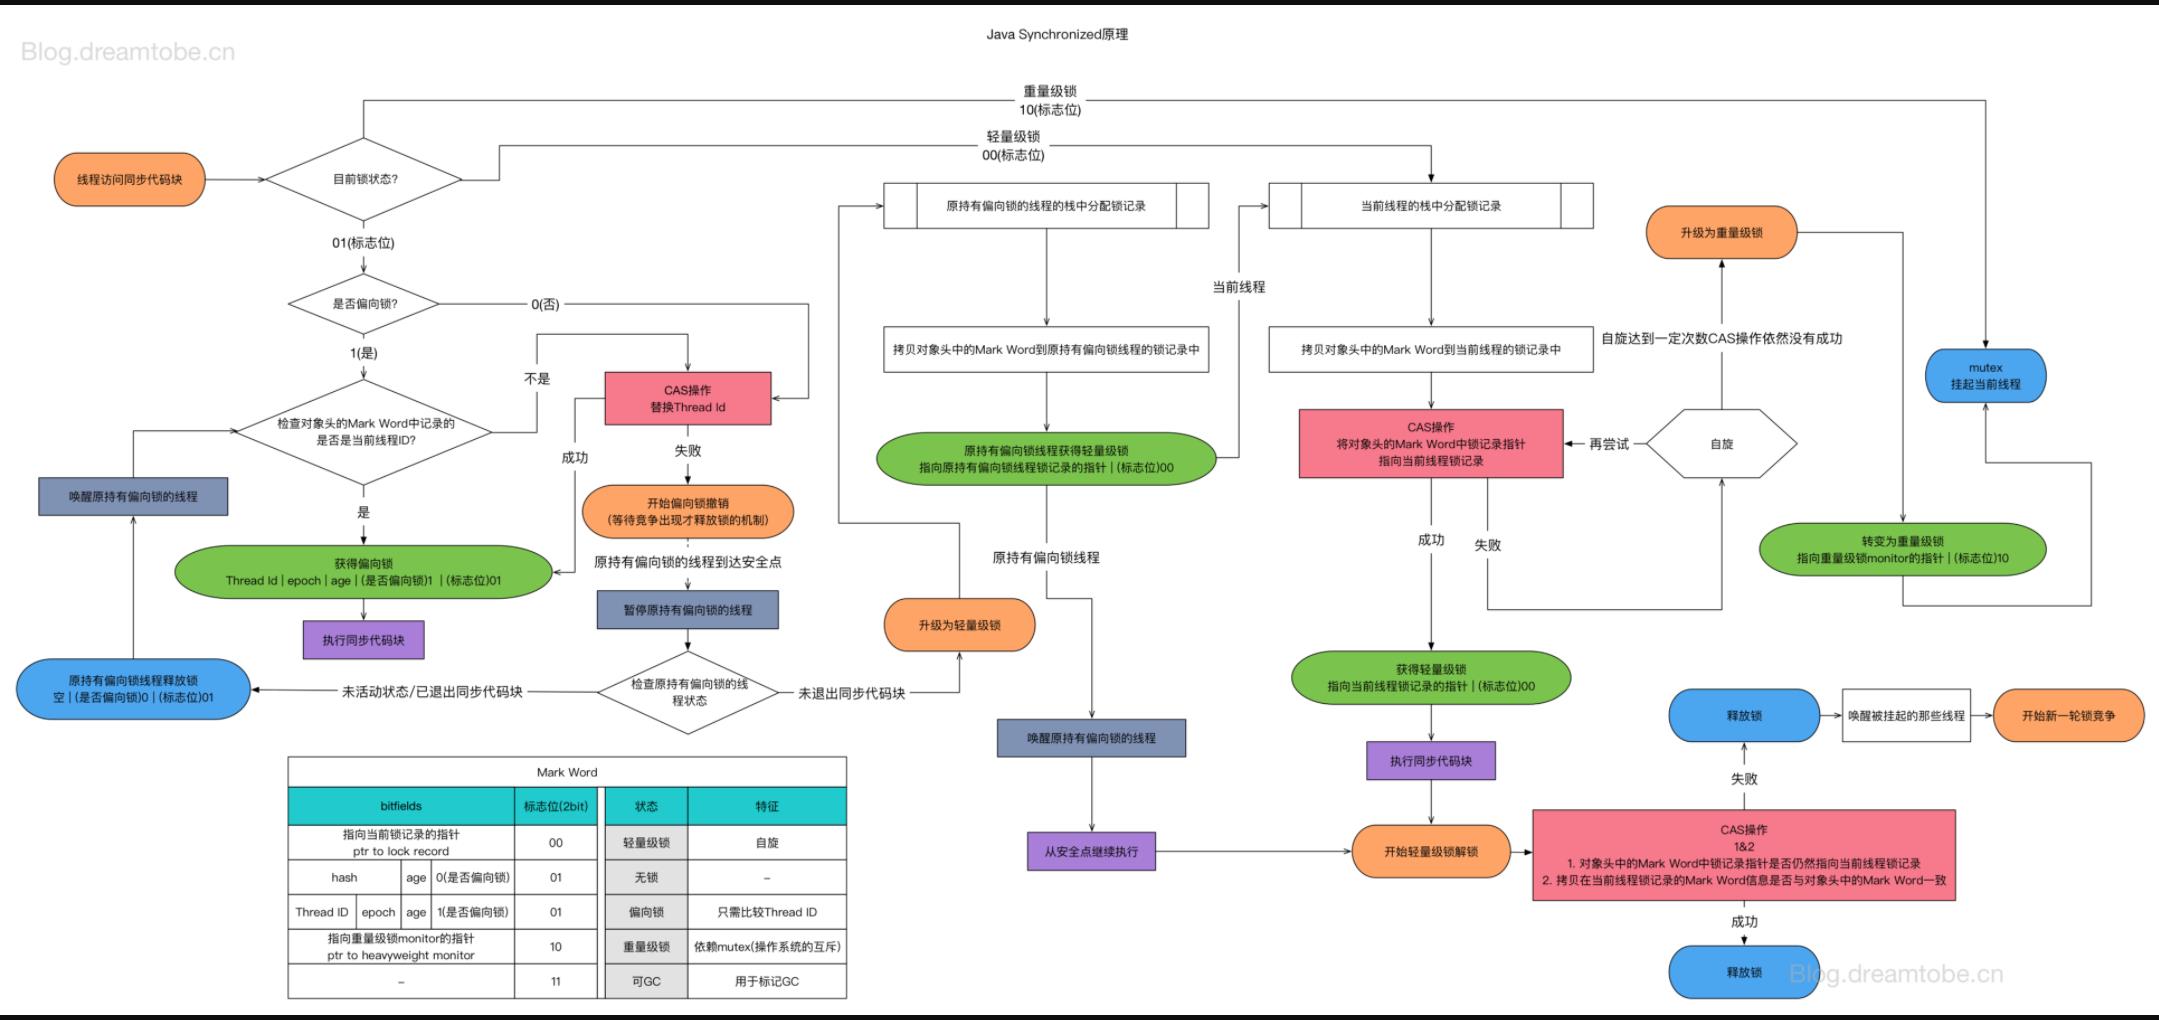 Java Synchronized原理
Blog.dreamtobe.cn
重量级锁
10(标志位)
轻量级锁
00(标志位)
线程访问同步代码块
目前锁状态?
01(标志位)
是否偏向锁?
0(否)
1(是)
不是
检查对象头的Mark Word中记录的
是否是当前线程ID?
是
唤醒原持有偏向锁的线程
获得偏向锁
Thread Id | epoch | age | (是否偏向锁)1 | (标志位)01
执行同步代码块
原持有偏向锁线程释放锁
空 | (是否偏向锁)0 | (标志位)01
CAS操作
替换Thread Id
成功
失败
开始偏向锁撤销
(等待竞争出现才释放锁的机制)
原持有偏向锁的线程到达安全点
暂停原持有偏向锁的线程
检查原持有偏向锁的线
程状态
未活动状态/已退出同步代码块
未退出同步代码块
升级为轻量级锁
原持有偏向锁的线程的栈中分配锁记录
拷贝对象头中的Mark Word到原持有偏向锁线程的锁记录中
原持有偏向锁线程获得轻量级锁
指向原持有偏向锁线程锁记录的指针 | (标志位)00
当前线程
原持有偏向锁线程
唤醒原持有偏向锁的线程
从安全点继续执行
当前线程的栈中分配锁记录
拷贝对象头中的Mark Word到当前线程的锁记录中
CAS操作
将对象头的Mark Word中锁记录指针
指向当前线程锁记录
成功
失败
再尝试
自旋
自旋达到一定次数CAS操作依然没有成功
升级为重量级锁
mutex
挂起当前线程
转变为重量级锁
指向重量级锁monitor的指针 | (标志位)10
获得轻量级锁
指向当前线程锁记录的指针 | (标志位)00
执行同步代码块
开始轻量级锁解锁
CAS操作
1&2
1. 对象头中的Mark Word中锁记录指针是否仍然指向当前线程锁记录
2. 拷贝在当前线程锁记录的Mark Word信息是否与对象头中的Mark Word一致
失败
释放锁
唤醒被挂起的那些线程
开始新一轮锁竞争
成功
释放锁
Blog.dreamtobe.cn
Mark Word
bitfields 标志位(2bit) 状态 特征
指向当前锁记录的指针
ptr to lock record
00 轻量级锁 自旋
hash age 0(是否偏向锁) 01 无锁 –
Thread ID epoch age 1(是否偏向锁) 01 偏向锁 只需比较Thread ID
指向重量级锁monitor的指针
ptr to heavyweight monitor
10 重量级锁 依赖mutex(操作系统的互斥)
– 11 可GC 用于标记GC